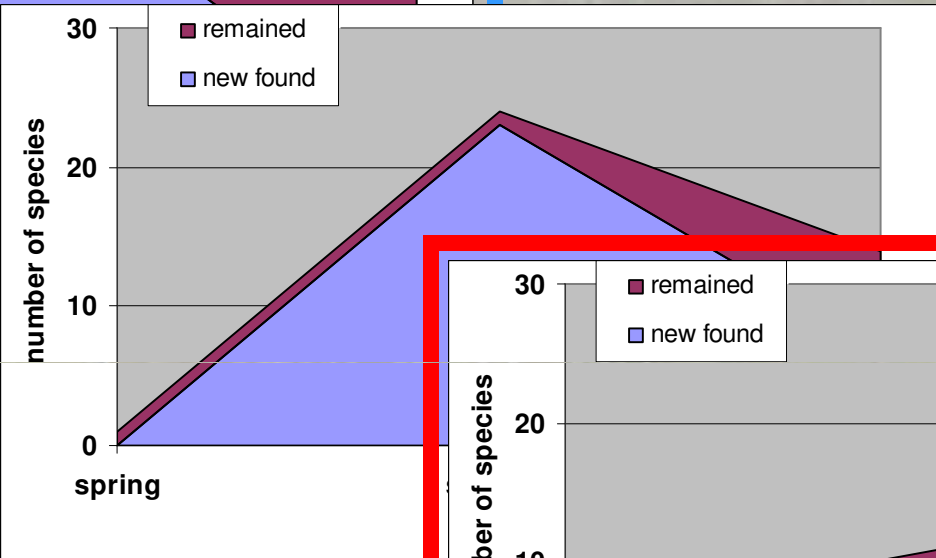 30
remained
new found
number of species
20
10
0
spring
30
remained
new found
20
ber of species
10